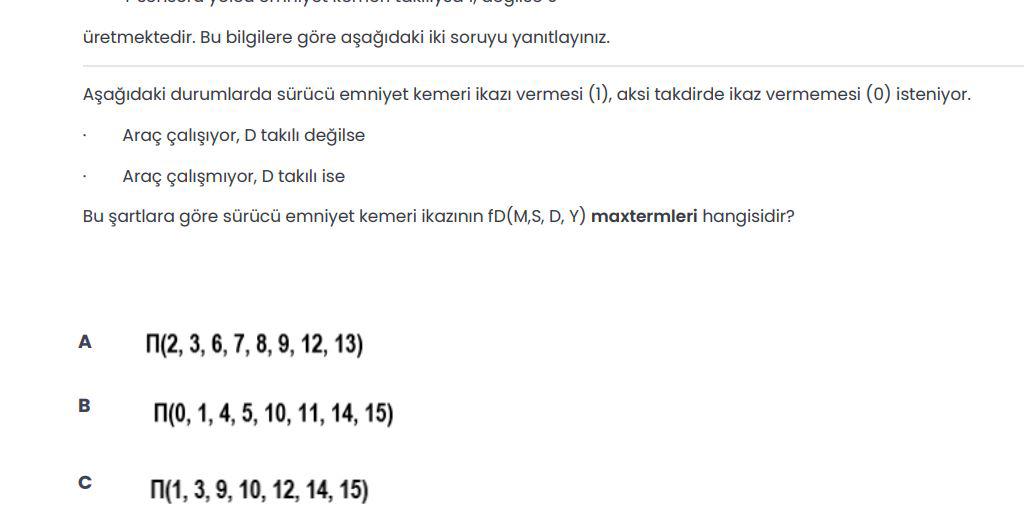 üretmektedir. Bu bilgilere göre aşağıdaki iki soruyu yanıtlayınız.
Aşağıdaki durumlarda sürücü emniyet kemeri ikazı vermesi (1), aksi takdirde ikaz vermemesi (0) isteniyor.
· Araç çalışıyor, D takılı değilse
· Araç çalışmıyor, D takılı ise
Bu şartlara göre sürücü emniyet kemeri ikazının fD(M,S, D, Y) maxtermleri hangisidir?
A Π(2, 3, 6, 7, 8, 9, 12, 13)
B Π(0, 1, 4, 5, 10, 11, 14, 15)
C Π(1, 3, 9, 10, 12, 14, 15)